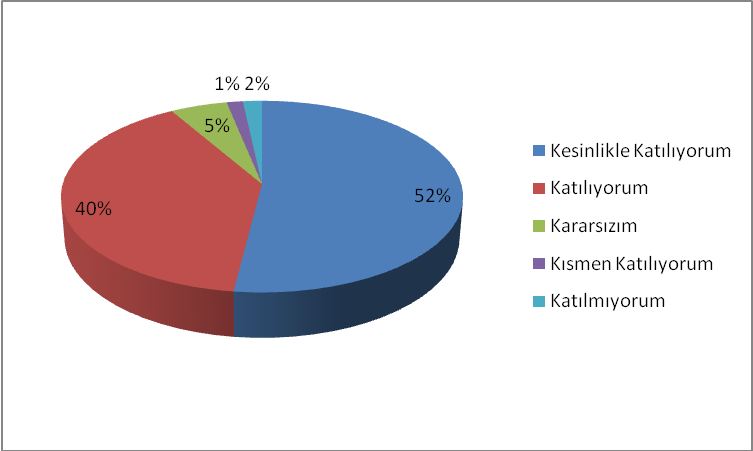 1% 2%
5%
52%
40%
Kesinlikle Katılıyorum
Katılıyorum
Kararsızım
Kısmen Katılıyorum
Katılmıyorum